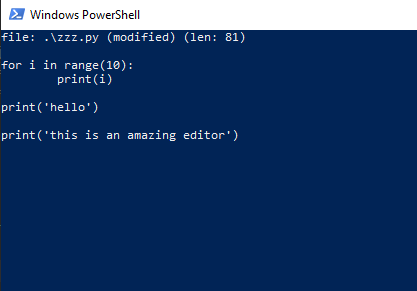 Windows PowerShell
file: .\zzz.py (modified) (len: 81)
for i in range(10):
        print(i)
print('hello')
print('this is an amazing editor')